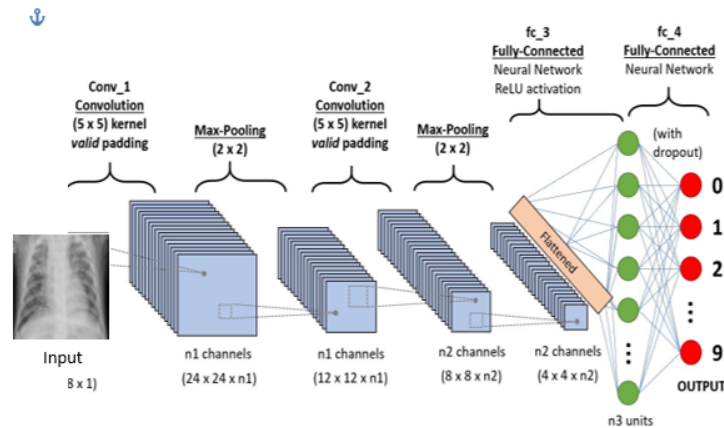 fc_3
Fully-Connected
Neural Network
ReLU activation
fc_4
Fully-Connected
Neural Network
Conv_1
Convolution
(5 x 5) kernel
valid padding
Max-Pooling
(2 x 2)
Conv_2
Convolution
(5 x 5) kernel
valid padding
Max-Pooling
(2 x 2)
(with
dropout)
Flattened
0
1
2
9
Input
8 x 1)
n1 channels
(24 x 24 x n1)
n1 channels
(12 x 12 x n1)
n2 channels
(8 x 8 x n2)
n2 channels
(4 x 4 x n2)
OUTPUT
n3 units